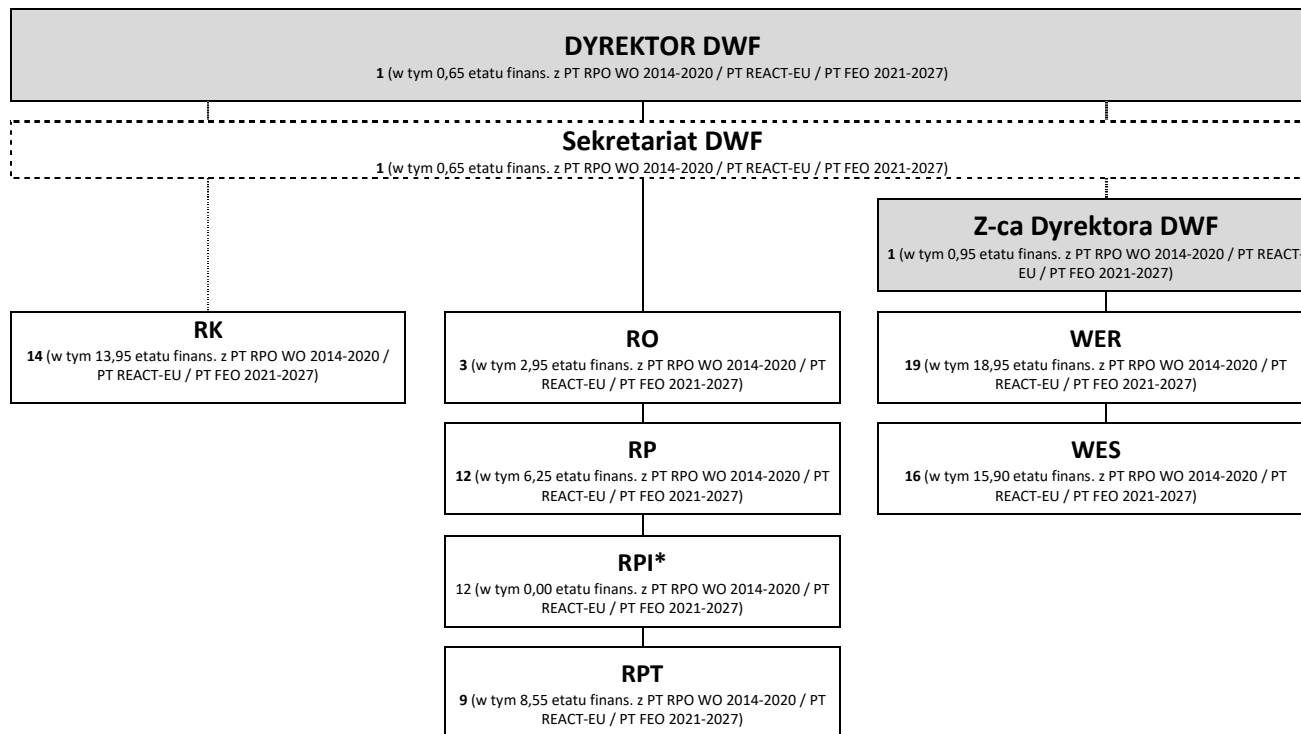 DYREKTOR DWF
1 (w tym 0,65 etatu finans. z PT RPO WO 2014-2020 / PT REACT-EU / PT FEO 2021-2027)
Sekretariat DWF
1 (w tym 0,65 etatu finans. z PT RPO WO 2014-2020 / PT REACT-EU / PT FEO 2021-2027)
Z-ca Dyrektora DWF
1 (w tym 0,95 etatu finans. z PT RPO WO 2014-2020 / PT REACT-
EU / PT FEO 2021-2027)
RK
14 (w tym 13,95 etatu finans. z PT RPO WO 2014-2020 /
PT REACT-EU / PT FEO 2021-2027)
RO
3 (w tym 2,95 etatu finans. z PT RPO WO 2014-2020 / PT
REACT-EU / PT FEO 2021-2027)
WER
19 (w tym 18,95 etatu finans. z PT RPO WO 2014-2020 / PT
REACT-EU / PT FEO 2021-2027)
RP
12 (w tym 6,25 etatu finans. z PT RPO WO 2014-2020 / PT
REACT-EU / PT FEO 2021-2027)
WES
16 (w tym 15,90 etatu finans. z PT RPO WO 2014-2020 / PT
REACT-EU / PT FEO 2021-2027)
RPI*
12 (w tym 0,00 etatu finans. z PT RPO WO 2014-2020 / PT
REACT-EU / PT FEO 2021-2027)
RPT
9 (w tym 8,55 etatu finans. z PT RPO WO 2014-2020 / PT
REACT-EU / PT FEO 2021-2027)